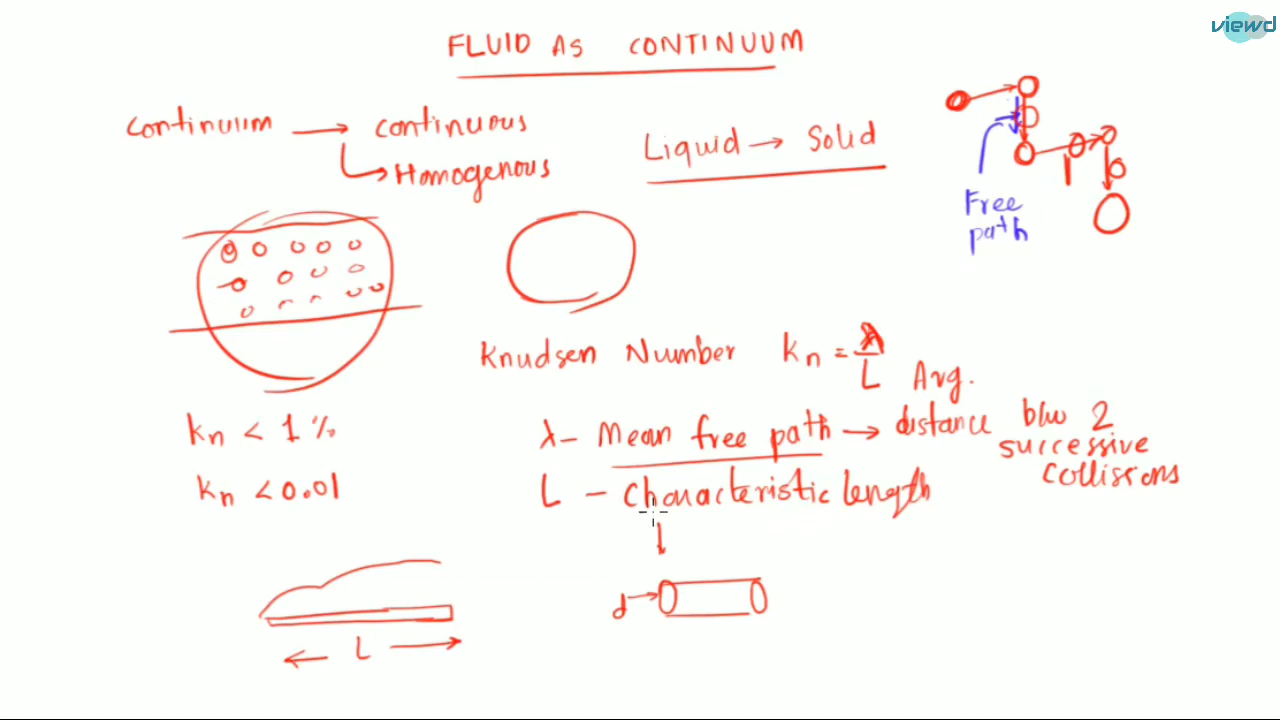 viewd
FLUID AS CONTINUUM
Continuum → continuous
→ Homogenous
Liquid → Solid
Free
path
Knudsen Number Kn = λ/L
Avg.
Kn < 1 %
Kn < 0.01
λ – Mean free path → distance b/w 2
successive
Collissions
L – Characteristic length
d
L